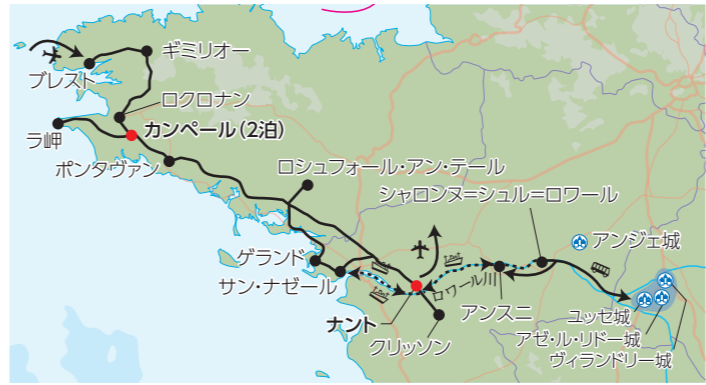 ギミリオー
ブレスト
ロクロナン
カンペール(2泊)
ラ岬
ポンタヴァン
ロシュフォール・アン・テール
シャロンヌ=シュル=ロワール
アンジェ城
ゲランド
サン・ナゼール
ロワール川
アンスニ
ナント
クリッソン
ユッセ城
アゼ・ル・リドー城
ヴィランドリー城